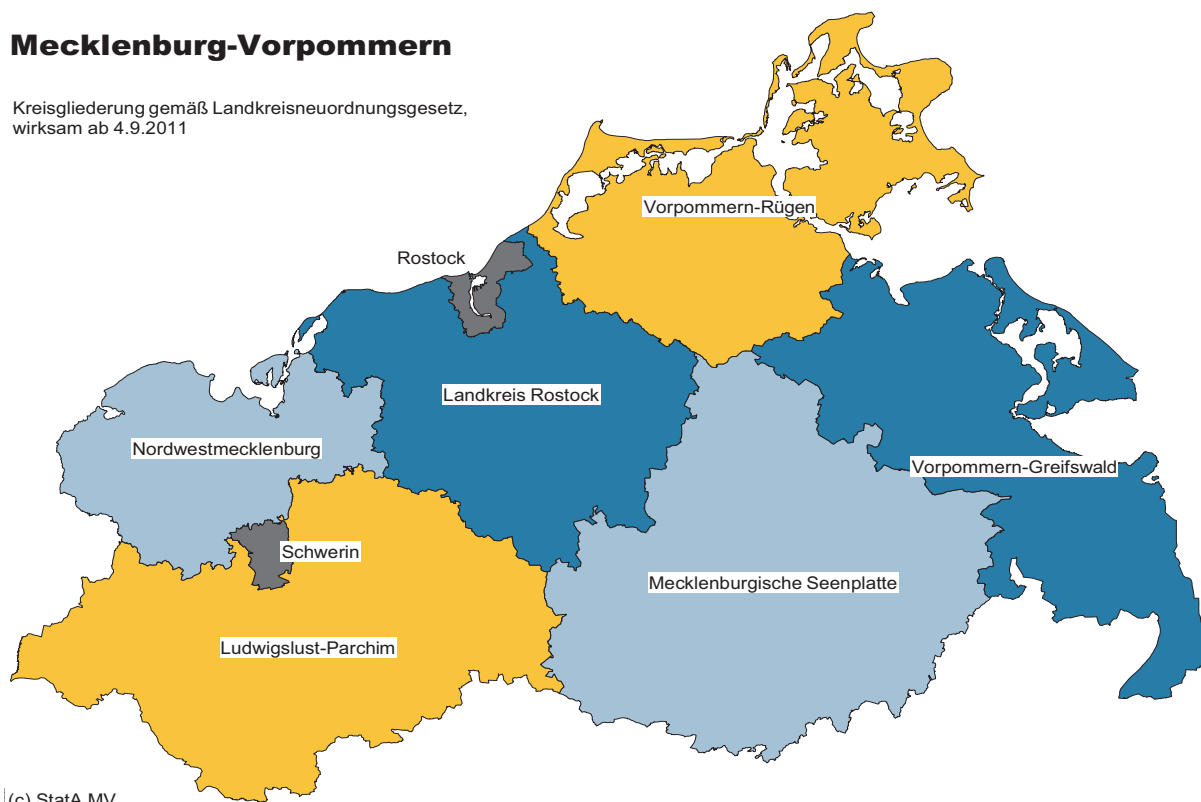 Mecklenburg-Vorpommern
Kreisgliederung gemäß Landkreisneuordnungsgesetz,
wirksam ab 4.9.2011
Vorpommern-Rügen
Rostock
Landkreis Rostock
Nordwestmecklenburg
Vorpommern-Greifswald
Schwerin
Mecklenburgische Seenplatte
Ludwigslust-Parchim
(c) StatA MV